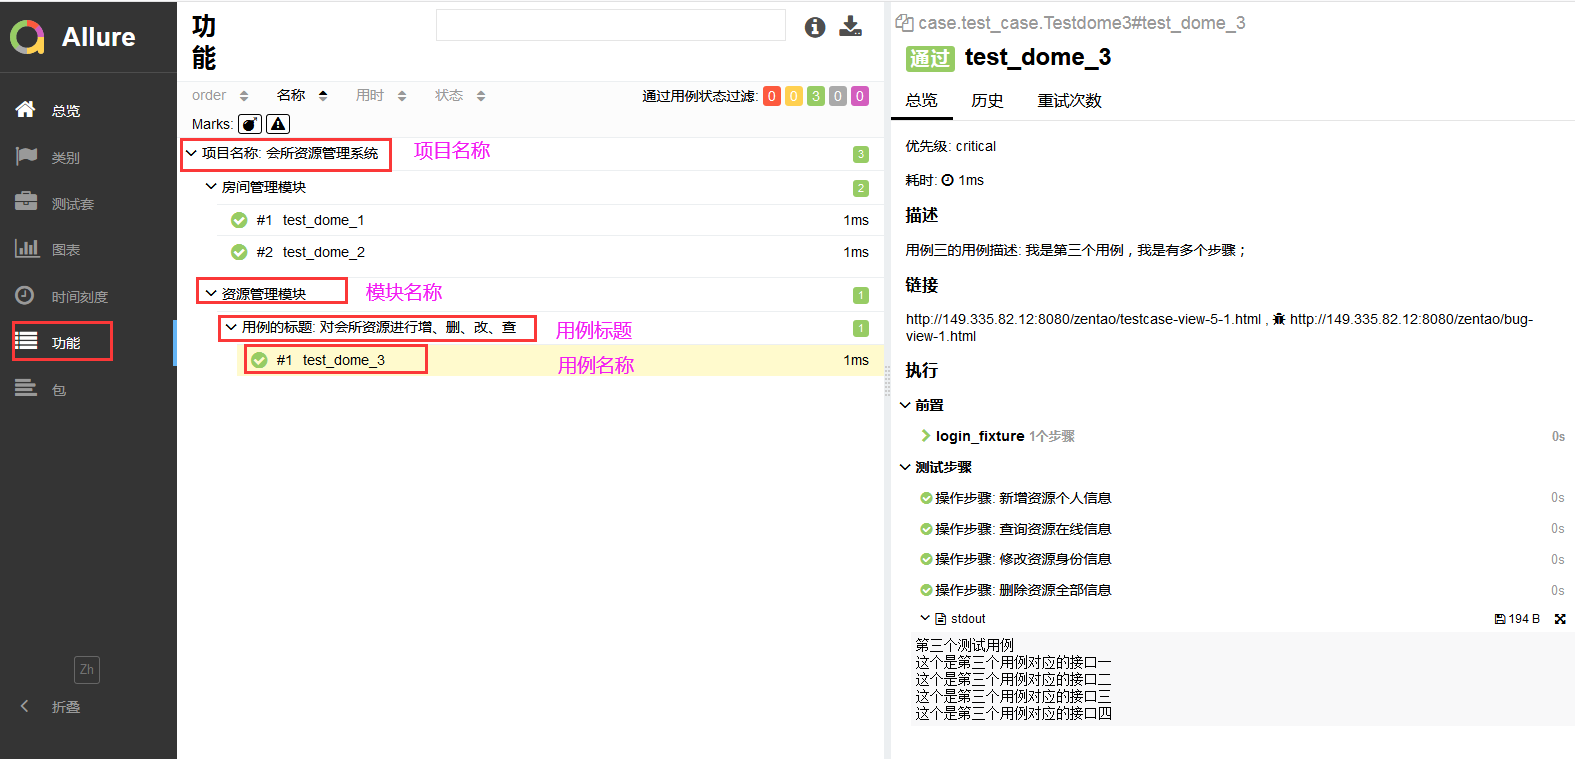 Allure
总览
类别
测试套
图表
时间刻度
功能
包
Zh
折叠
功
能
order 名称 用时 状态 通过用例状态过滤: 0 0 3 0 0
Marks:
项目名称: 会所资源管理系统 项目名称 3
房间管理模块 2
#1 test_dome_1 1ms
#2 test_dome_2 1ms
资源管理模块 模块名称 1
用例的标题: 对会所资源进行增、删、改、查 用例标题 1
#1 test_dome_3 用例名称 1ms
case.test_case.Testdome3#test_dome_3
通过 test_dome_3
总览 历史 重试次数
优先级: critical
耗时: 1ms
描述
用例三的用例描述: 我是第三个用例，我是有多个步骤；
链接
http://149.335.82.12:8080/zentao/testcase-view-5-1.html , http://149.335.82.12:8080/zentao/bug-
view-1.html
执行
前置
login_fixture 1个步骤 0s
测试步骤
操作步骤: 新增资源个人信息 0s
操作步骤: 查询资源在线信息 0s
操作步骤: 修改资源身份信息 0s
操作步骤: 删除资源全部信息 0s
stdout 194 B
第三个测试用例
这个是第三个用例对应的接口一
这个是第三个用例对应的接口二
这个是第三个用例对应的接口三
这个是第三个用例对应的接口四